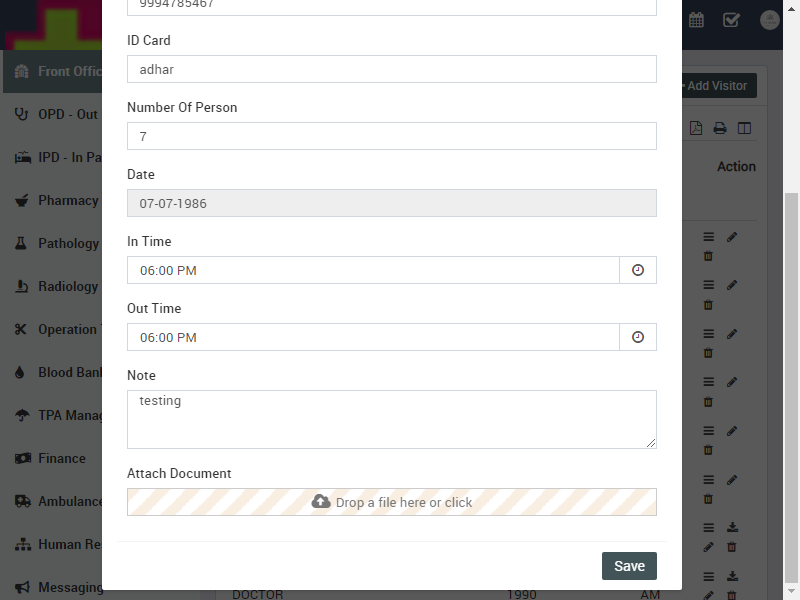 9994785467
ID Card
adhar
Number Of Person
7
Date
07-07-1986
In Time
06:00 PM
Out Time
06:00 PM
Note
testing
Attach Document
Drop a file here or click
Save
Front Offic
OPD - Out
IPD - In Pa
Pharmacy
Pathology
Radiology
Operation
Blood Ban
TPA Manag
Finance
Ambulance
Human Re
Messaging
Add Visitor
Action
DOCTOR 1990 AM